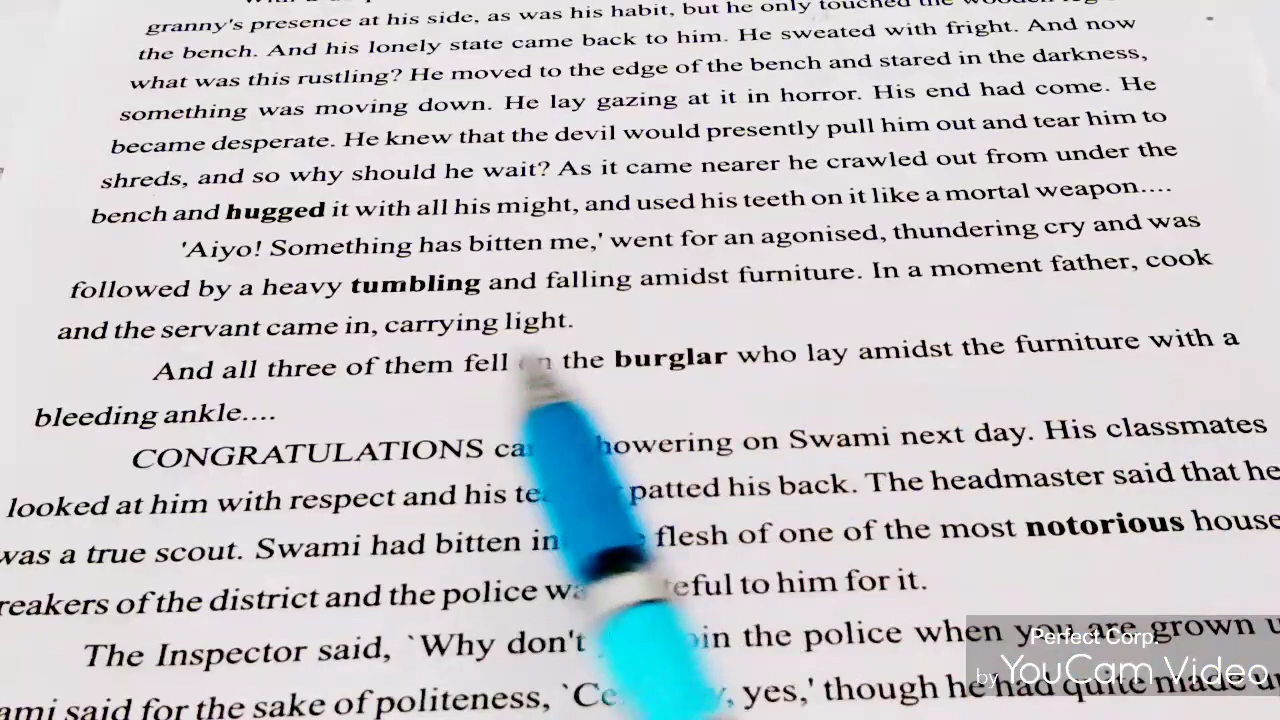 granny's presence at his side, as was his habit, but he only touched the wooden
the bench. And his lonely state came back to him. He sweated with fright. And now
what was this rustling? He moved to the edge of the bench and stared in the darkness,
something was moving down. He lay gazing at it in horror. His end had come. He
became desperate. He knew that the devil would presently pull him out and tear him to
shreds, and so why should he wait? As it came nearer he crawled out from under the
bench and hugged it with all his might, and used his teeth on it like a mortal weapon....
'Aiyo! Something has bitten me,' went for an agonised, thundering cry and was
followed by a heavy tumbling and falling amidst furniture. In a moment father, cook
and the servant came in, carrying light.
And all three of them fell on the burglar who lay amidst the furniture with a
bleeding ankle....
CONGRATULATIONS ca howering on Swami next day. His classmates
looked at him with respect and his te patted his back. The headmaster said that he
was a true scout. Swami had bitten in flesh of one of the most notorious house
reakers of the district and the police w eful to him for it.
The Inspector said, `Why don't oin the police when you are grown u
ami said for the sake of politeness, `Ce y, yes,' though he had quite made u
Perfect Corp.
by YouCam Video